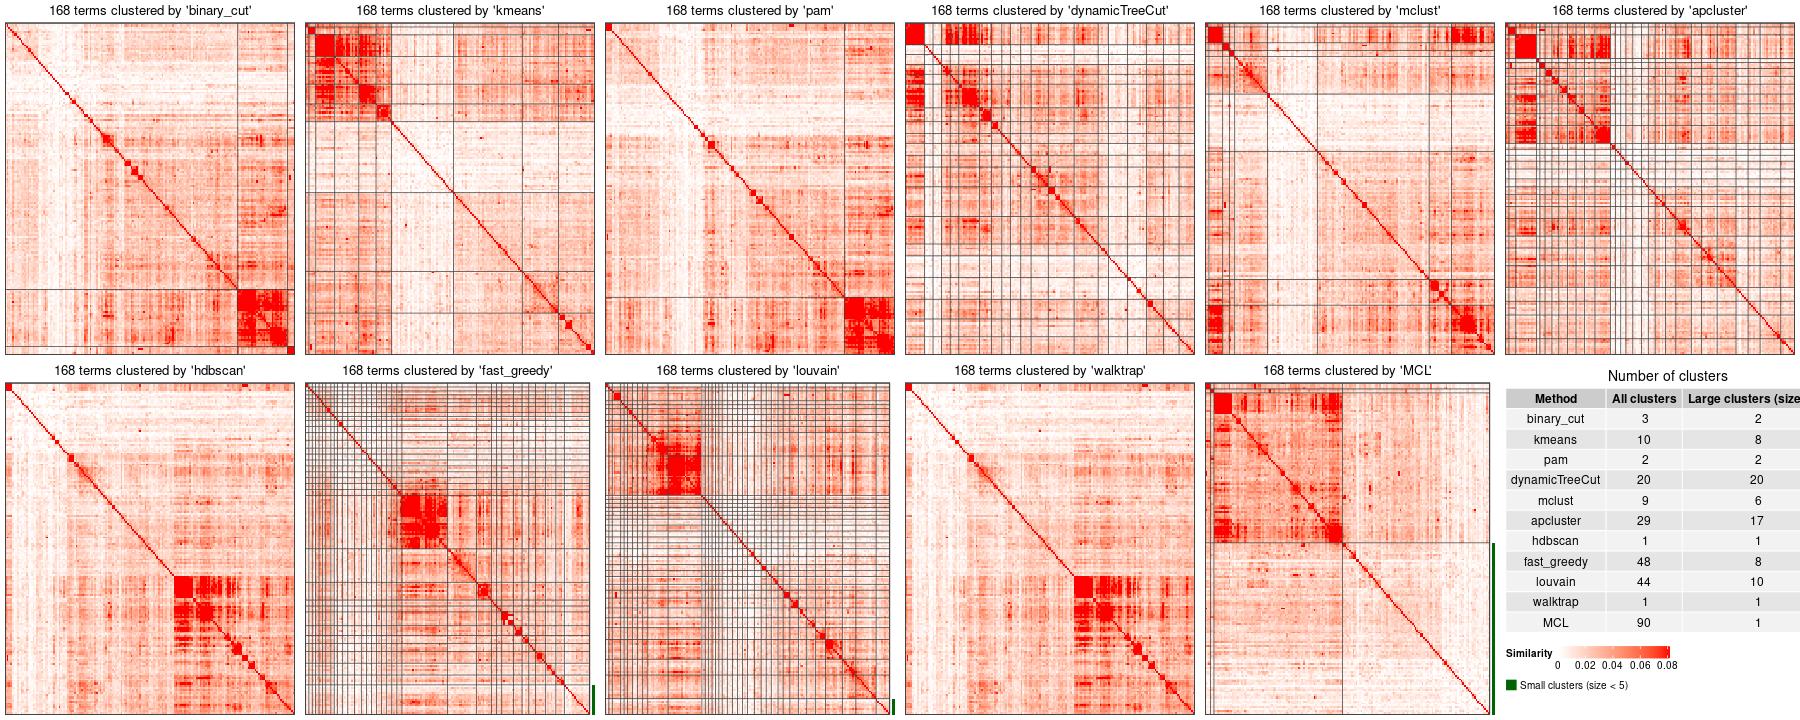 168 terms clustered by 'binary_cut'
168 terms clustered by 'kmeans'
168 terms clustered by 'pam'
168 terms clustered by 'dynamicTreeCut'
168 terms clustered by 'mclust'
168 terms clustered by 'apcluster'
168 terms clustered by 'hdbscan'
168 terms clustered by 'fast_greedy'
168 terms clustered by 'louvain'
168 terms clustered by 'walktrap'
168 terms clustered by 'MCL'
Number of clusters
Method All clusters Large clusters (size
binary_cut 3 2
kmeans 10 8
pam 2 2
dynamicTreeCut 20 20
mclust 9 6
apcluster 29 17
hdbscan 1 1
fast_greedy 48 8
louvain 44 10
walktrap 1 1
MCL 90 1
Similarity
0 0.02 0.04 0.06 0.08
Small clusters (size < 5)